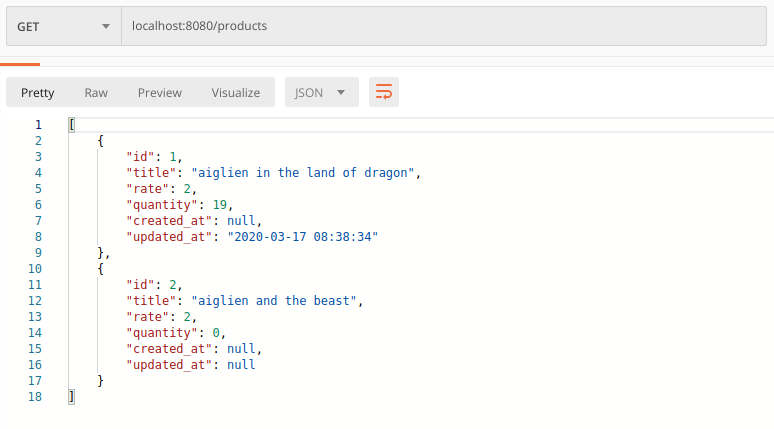 GET localhost:8080/products
Pretty Raw Preview Visualize JSON
1 [
2     {
3         "id": 1,
4         "title": "aiglien in the land of dragon",
5         "rate": 2,
6         "quantity": 19,
7         "created_at": null,
8         "updated_at": "2020-03-17 08:38:34"
9     },
10     {
11         "id": 2,
12         "title": "aiglien and the beast",
13         "rate": 2,
14         "quantity": 0,
15         "created_at": null,
16         "updated_at": null
17     }
18 ]